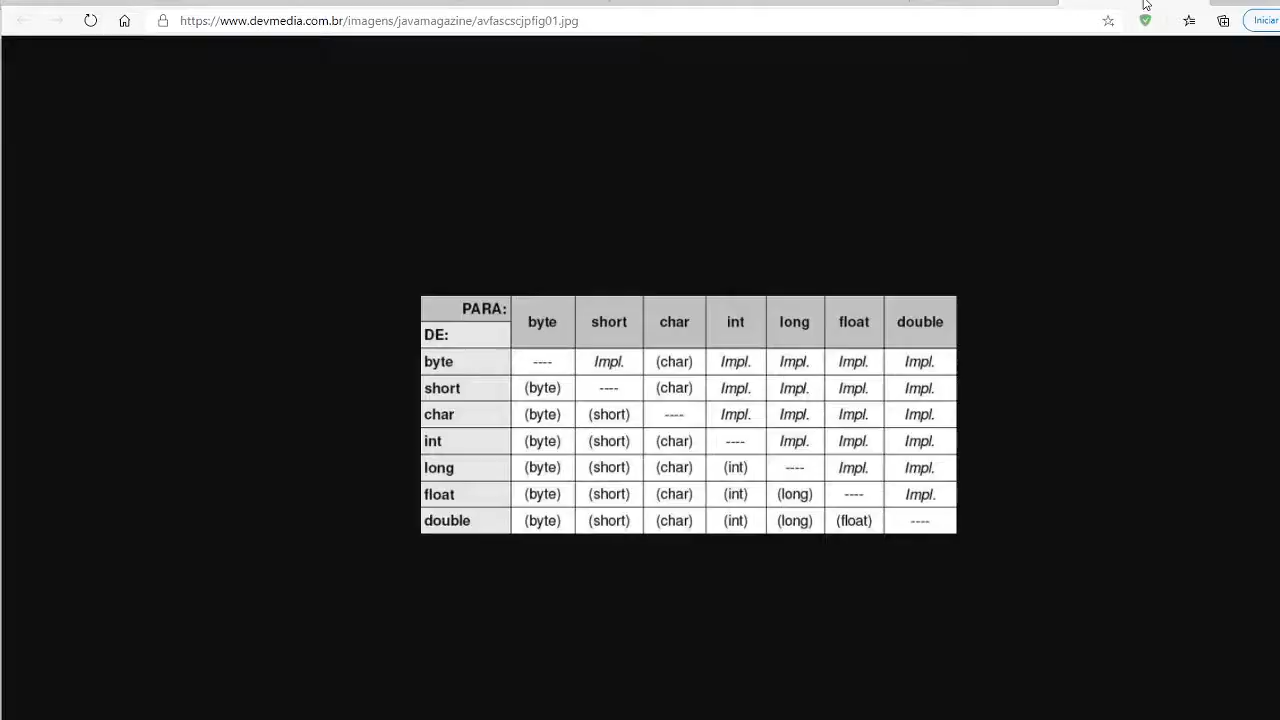 https://www.devmedia.com.br/imagens/javamagazine/avfascscjpfig01.jpg
Iniciar
PARA:
DE:
byte short char int long float double
byte ---- Impl. (char) Impl. Impl. Impl. Impl.
short (byte) ---- (char) Impl. Impl. Impl. Impl.
char (byte) (short) ---- Impl. Impl. Impl. Impl.
int (byte) (short) (char) ---- Impl. Impl. Impl.
long (byte) (short) (char) (int) ---- Impl. Impl.
float (byte) (short) (char) (int) (long) ---- Impl.
double (byte) (short) (char) (int) (long) (float) ----